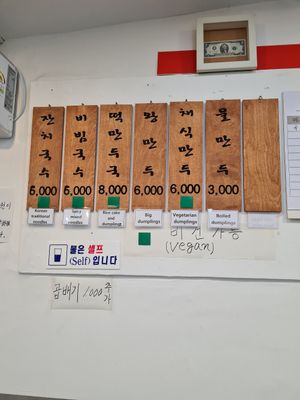 잔치국수
5,000
Korean
traditional
noodles
비빔국수
6,000
Spicy
mixed
noodles
떡만두국
8,000
Rice cake
and
dumplings
왕만두
6,000
Big
dumplings
채식만두
6,000
Vegetarian
dumplings
물만두
3,000
Boiled
dumplings
비건 가능
(Vegan)
물은 셀프
(Self) 입니다
곱배기 1,000 추가